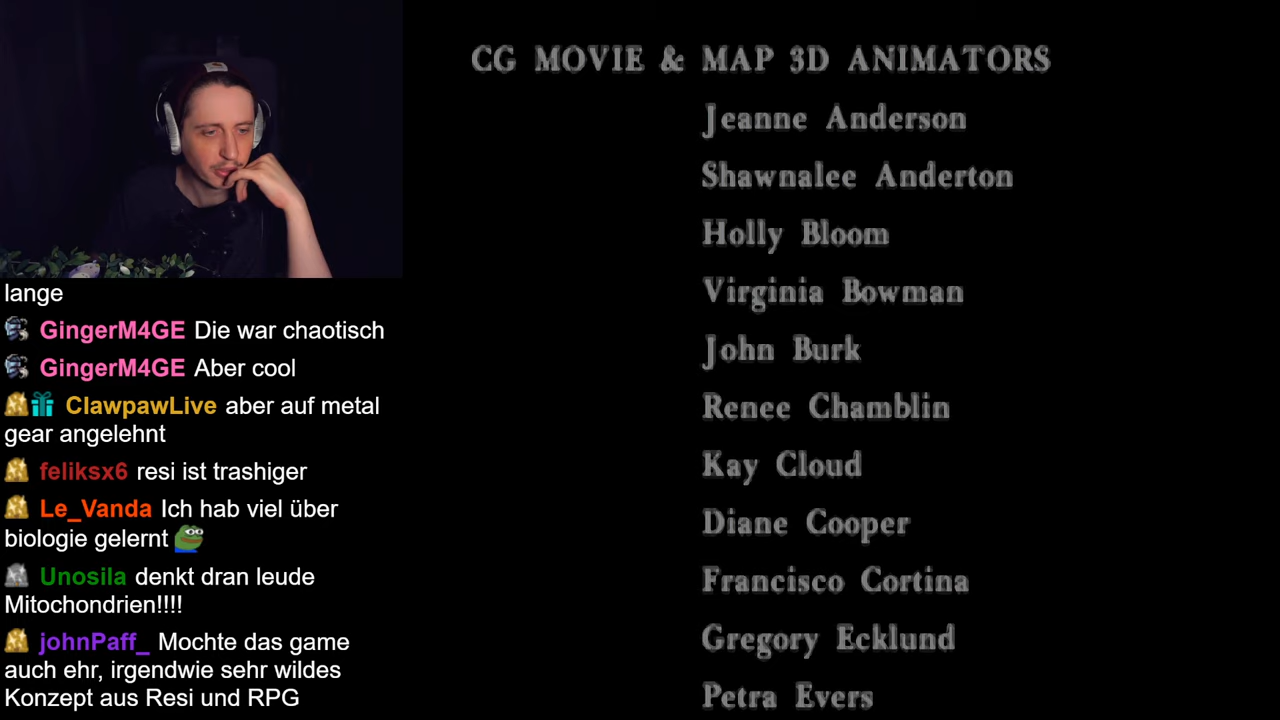 lange
GingerM4GE Die war chaotisch
GingerM4GE Aber cool
ClawpawLive aber auf metal
gear angelehnt
feliksx6 resi ist trashiger
Le_Vanda Ich hab viel über
biologie gelernt
Unosila denkt dran leude
Mitochondrien!!!!
johnPaff_ Mochte das game
auch ehr, irgendwie sehr wildes
Konzept aus Resi und RPG
CG MOVIE & MAP 3D ANIMATORS
Jeanne Anderson
Shawnalee Anderton
Holly Bloom
Virginia Bowman
John Burk
Renee Chamblin
Kay Cloud
Diane Cooper
Francisco Cortina
Gregory Ecklund
Petra Evers